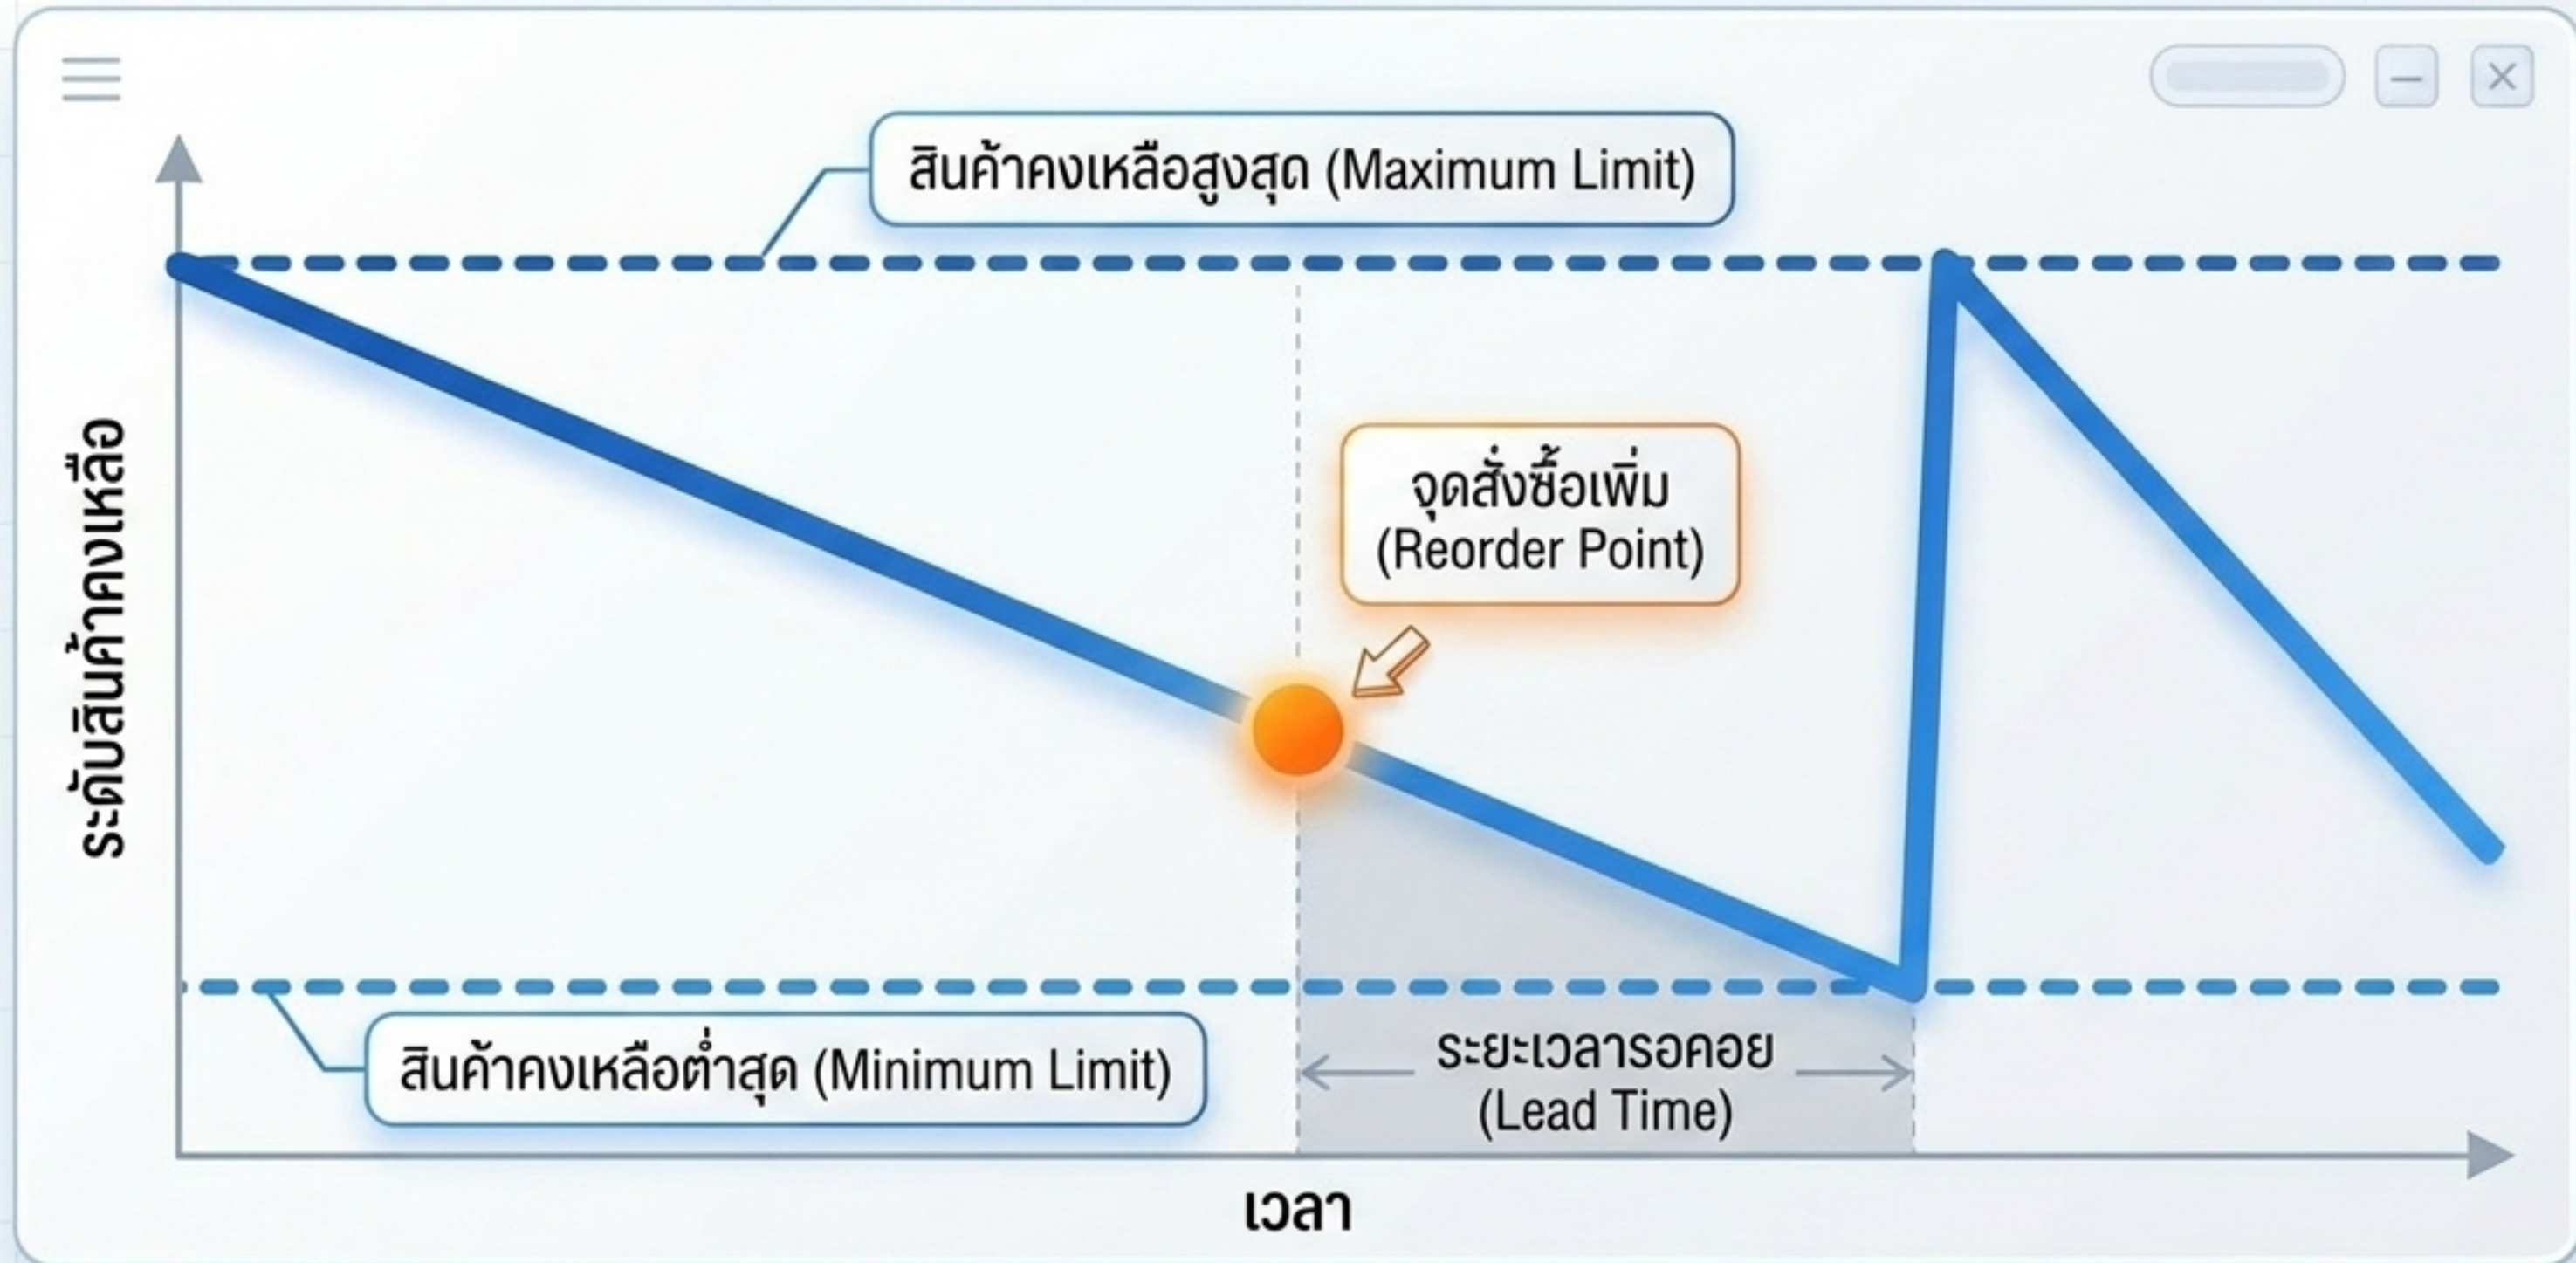 สินค้าคงเหลือสูงสุด (Maximum Limit)
ระดับสินค้าคงเหลือ
จุดสั่งซื้อเพิ่ม
(Reorder Point)
สินค้าคงเหลือต่ำสุด (Minimum Limit)
ระยะเวลารอคอย
(Lead Time)
เวลา